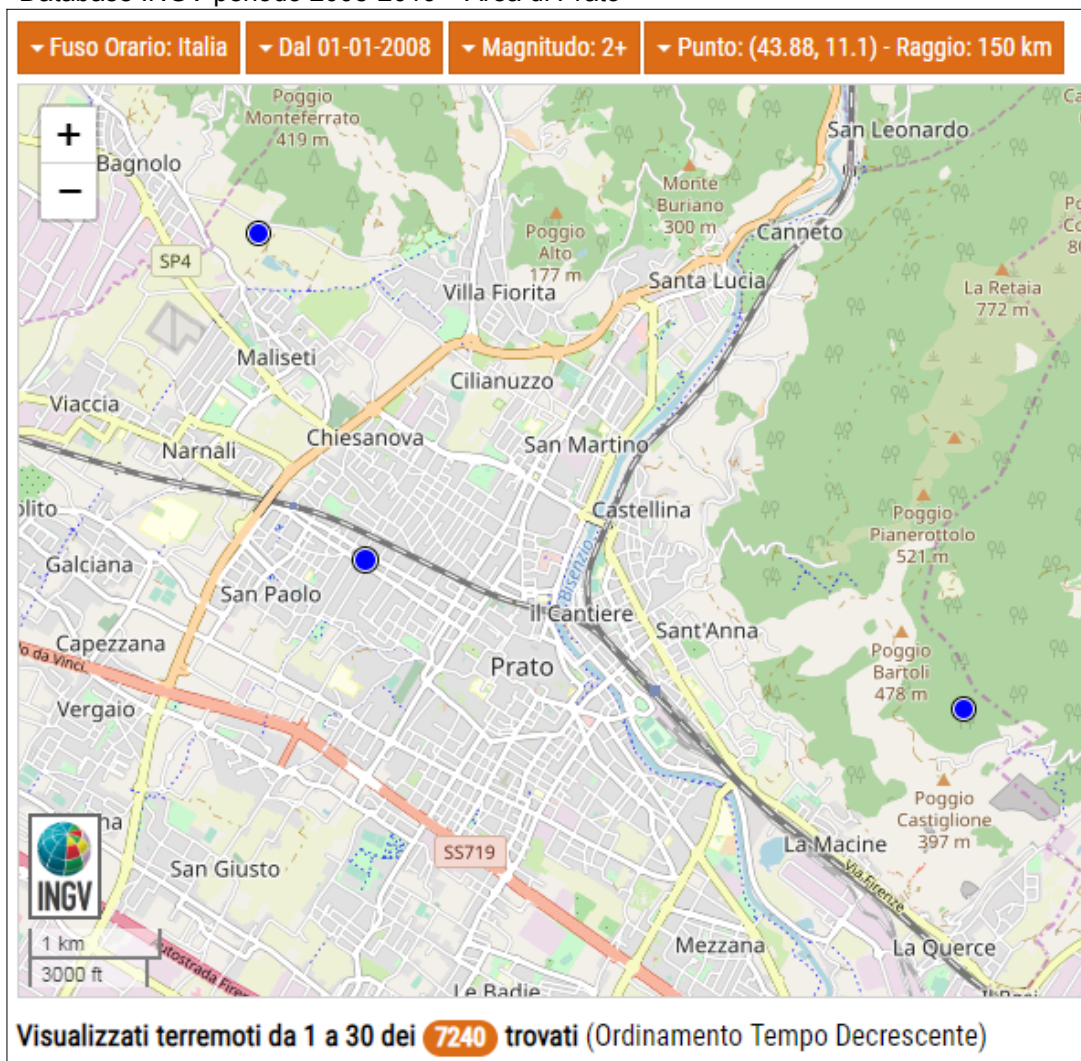 Fuso Orario: Italia
Dal 01-01-2008
Magnitudo: 2+
Punto: (43.88, 11.1) - Raggio: 150 km
+
−
Poggio
Monteferrato
419 m
San Leonardo
Bagnolo
Monte
Buriano
300 m
Poggio
Alto
177 m
Canneto
SP4
Santa Lucia
La Retaia
772 m
Villa Fiorita
Maliseti
Cilianuzzo
Viaccia
Chiesanova
San Martino
Narnali
Castellina
Poggio
Pianerottolo
521 m
Bisenzio
Galciana
San Paolo
il Cantiere
Sant'Anna
Capezzana
da Vinci
Prato
Poggio
Bartoli
478 m
Vergaio
Poggio
Castiglione
397 m
La Macine
SS719
San Giusto
Via Firenze
INGV
Mezzana
La Querce
1 km
3000 ft
Autostrada
Le Badie
Visualizzati terremoti da 1 a 30 dei 7240 trovati (Ordinamento Tempo Decrescente)